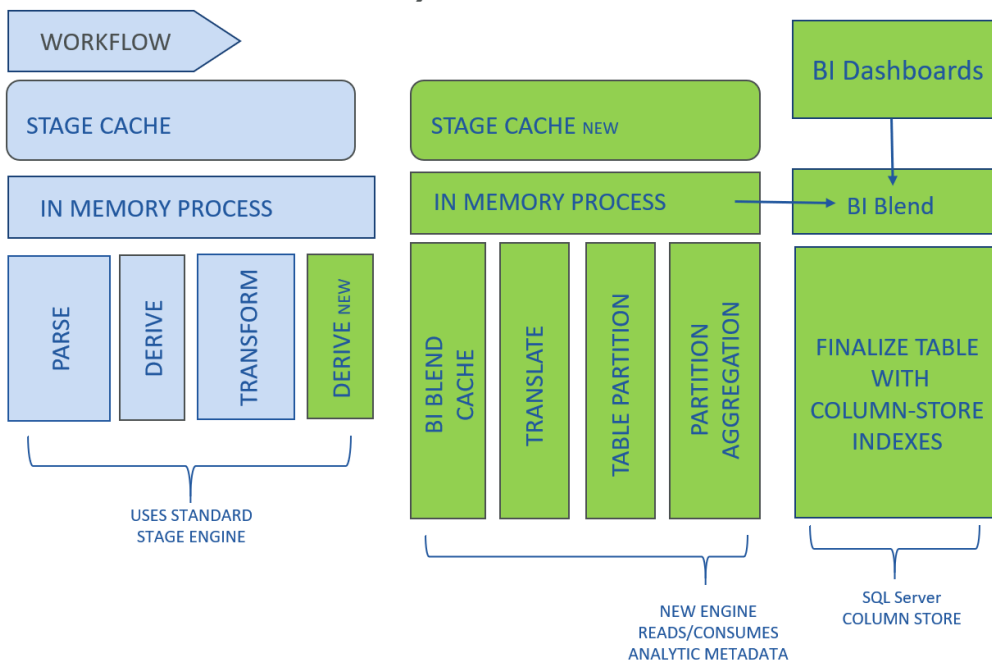 WORKFLOW
STAGE CACHE
IN MEMORY PROCESS
PARSE
DERIVE
TRANSFORM
DERIVE NEW
USES STANDARD
STAGE ENGINE
STAGE CACHE NEW
IN MEMORY PROCESS
BI BLEND
CACHE
TRANSLATE
TABLE PARTITION
PARTITION
AGGREGATION
NEW ENGINE
READS/CONSUMES
ANALYTIC METADATA
BI Dashboards
BI Blend
FINALIZE TABLE
WITH
COLUMN-STORE
INDEXES
SQL Server
COLUMN STORE